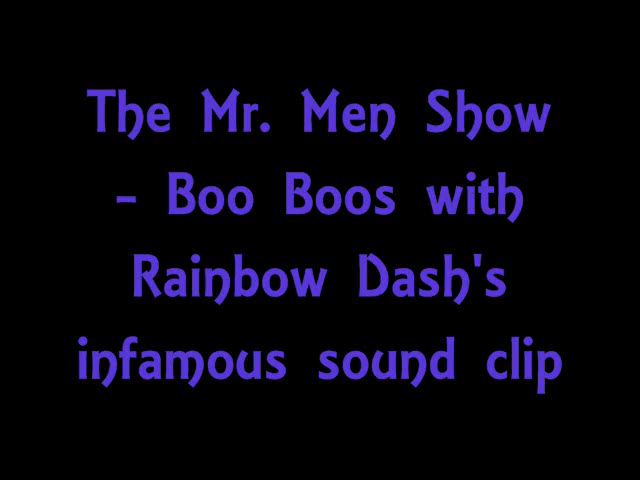 The Mr. Men Show
- Boo Boos with
Rainbow Dash's
infamous sound clip